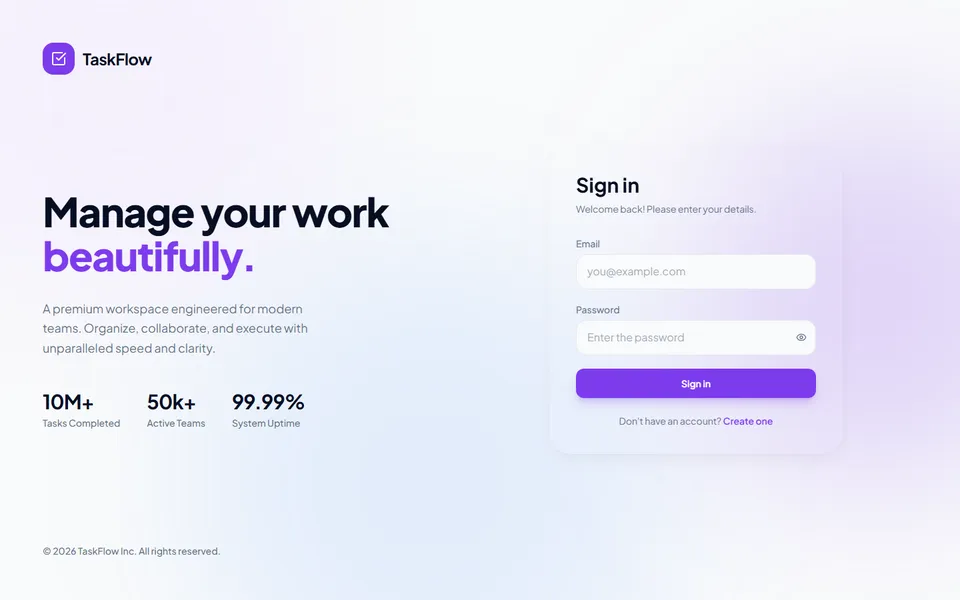 TaskFlow
Manage your work
beautifully.
A premium workspace engineered for modern
teams. Organize, collaborate, and execute with
unparalleled speed and clarity.
10M+
Tasks Completed
50k+
Active Teams
99.99%
System Uptime
© 2026 TaskFlow Inc. All rights reserved.
Sign in
Welcome back! Please enter your details.
Email
you@example.com
Password
Enter the password
Sign in
Don't have an account? Create one